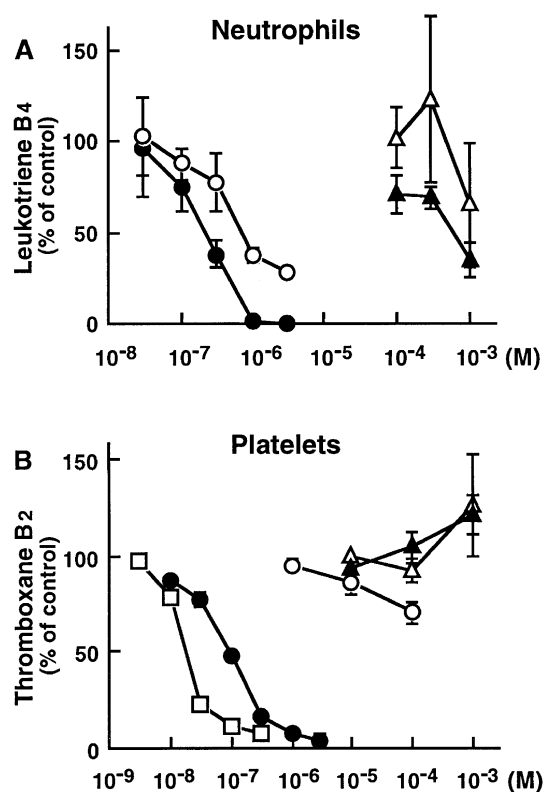 A
Neutrophils
Leukotriene B4
(% of control)
150
100
50
0
10-8 10-7 10-6 10-5 10-4 10-3 (M)
B
Platelets
Thromboxane B2
(% of control)
150
100
50
0
10-9 10-8 10-7 10-6 10-5 10-4 10-3 (M)